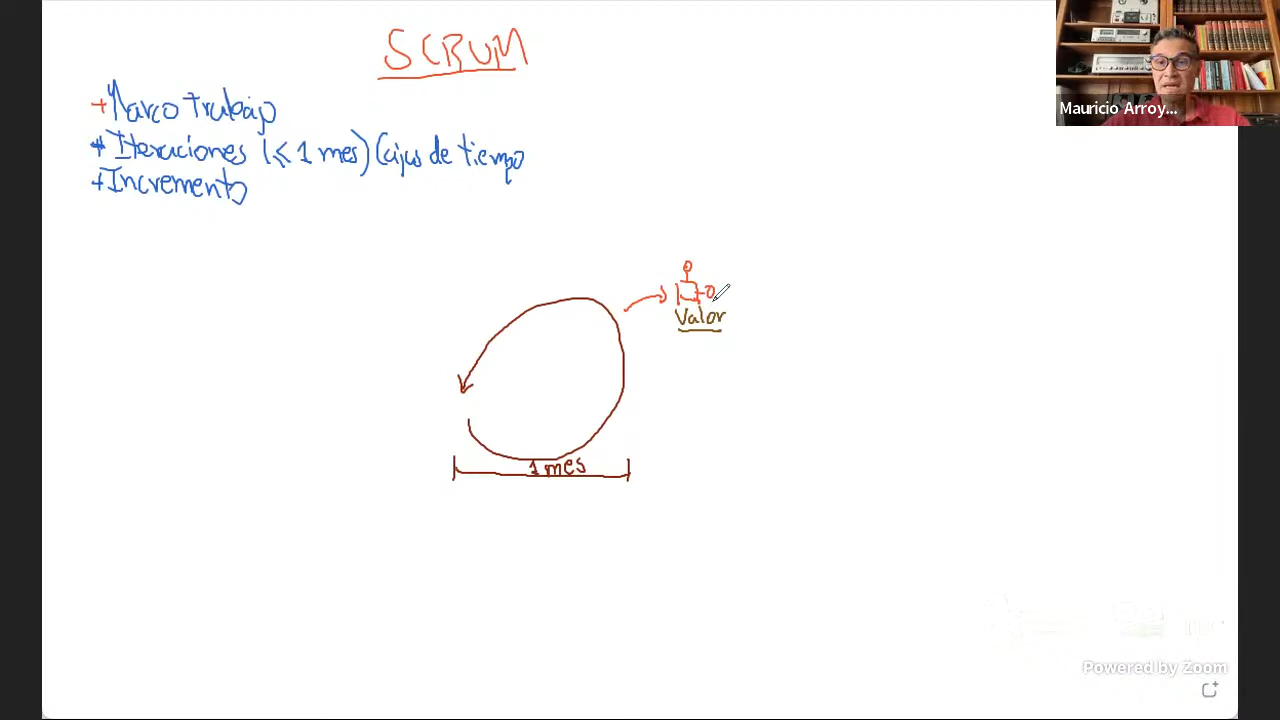 SCRUM
Mauricio Arroy...
+Marco trabajo
* Iteraciones (≤ 1 mes) (Cajas de tiempo
+Incremento
Valor
1 mes
Powered by Zoom